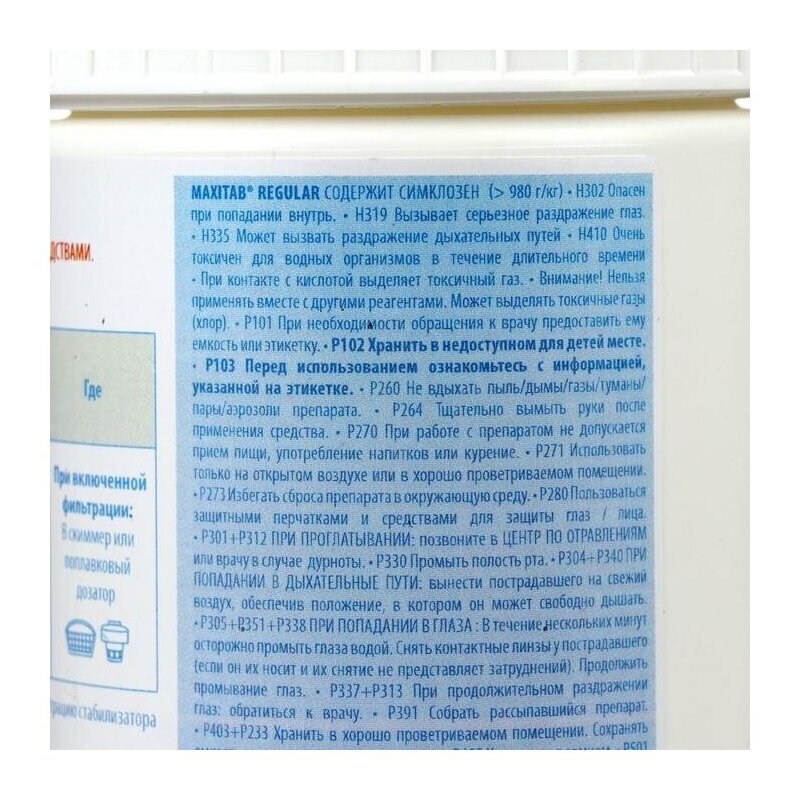 ДСТВАМИ.
Где
При включенной
фильтрации:
В скиммер или
поплавковый
дозатор
стабилизатора
MAXITAB® REGULAR СОДЕРЖИТ СИМКЛОЗЕН (> 980 г/кг) • H302 Опасен
при попадании внутрь. • H319 Вызывает серьезное раздражение глаз.
• H335 Может вызвать раздражение дыхательных путей • H410 Очень
токсичен для водных организмов в течение длительного времени
• При контакте с кислотой выделяет токсичный газ. • Внимание! Нельзя
применять вместе с другими реагентами. Может выделять токсичные газы
(хлор). • P101 При необходимости обращения к врачу предоставить ему
емкость или этикетку. • P102 Хранить в недоступном для детей месте.
• P103 Перед использованием ознакомьтесь с информацией,
указанной на этикетке. • P260 Не вдыхать пыль/дымы/газы/туманы/
пары/аэрозоли препарата. • P264 Тщательно вымыть руки после
применения средства. • P270 При работе с препаратом не допускается
прием пищи, употребление напитков или курение. • P271 Использовать
только на открытом воздухе или в хорошо проветриваемом помещении.
• P273 Избегать сброса препарата в окружающую среду. • P280 Пользоваться
защитными перчатками и средствами для защиты глаз / лица.
• P301+P312 ПРИ ПРОГЛАТЫВАНИИ: позвоните в ЦЕНТР ПО ОТРАВЛЕНИЯМ
или врачу в случае дурноты. • P330 Промыть полость рта. • P304+P340 ПРИ
ПОПАДАНИИ В ДЫХАТЕЛЬНЫЕ ПУТИ: вынести пострадавшего на свежий
воздух, обеспечив положение, в котором он может свободно дышать.
• P305+P351+P338 ПРИ ПОПАДАНИИ В ГЛАЗА : В течение нескольких минут
осторожно промыть глаза водой. Снять контактные линзы у пострадавшего
(если он их носит и их снятие не представляет затруднений). Продолжить
промывание глаз. • P337+P313 При продолжительном раздражении
глаз: обратиться к врачу. • P391 Собрать рассыпавшийся препарат.
• P403+P233 Хранить в хорошо проветриваемом помещении. Сохранять